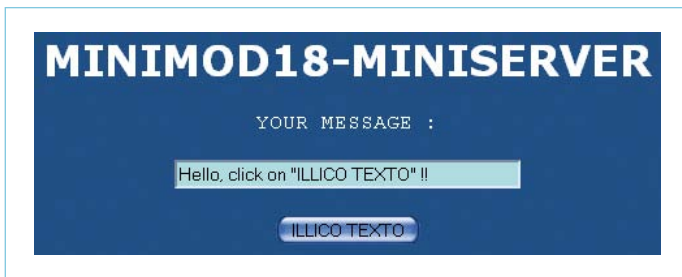 MINIMOD18-MINISERVER
YOUR MESSAGE :
Hello, click on "ILLICO TEXTO" !!
ILLICO TEXTO